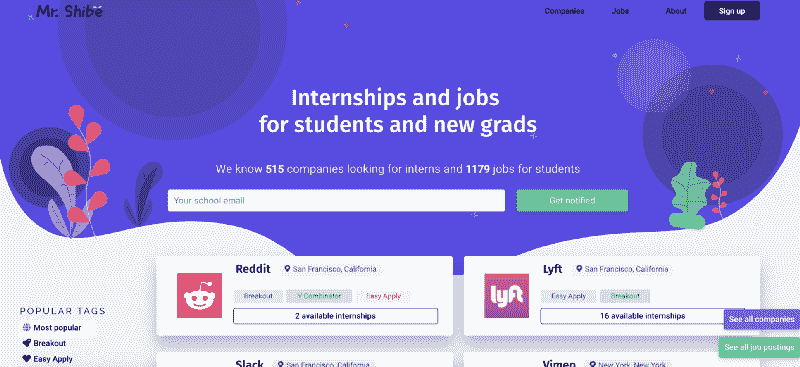 Mr. Shibe
Companies
Jobs
About
Sign up
Internships and jobs
for students and new grads
We know 515 companies looking for interns and 1179 jobs for students
Your school email
Get notified
Reddit
San Francisco, California
Breakout
Y Combinator
Easy Apply
2 available internships
Lyft
San Francisco, California
lyft
Easy Apply
Breakout
16 available internships
POPULAR TAGS
Most popular
Breakout
Easy Apply
See all companies
See all job postings
Slack
San Francisco, California
Vimeo
New York, New York